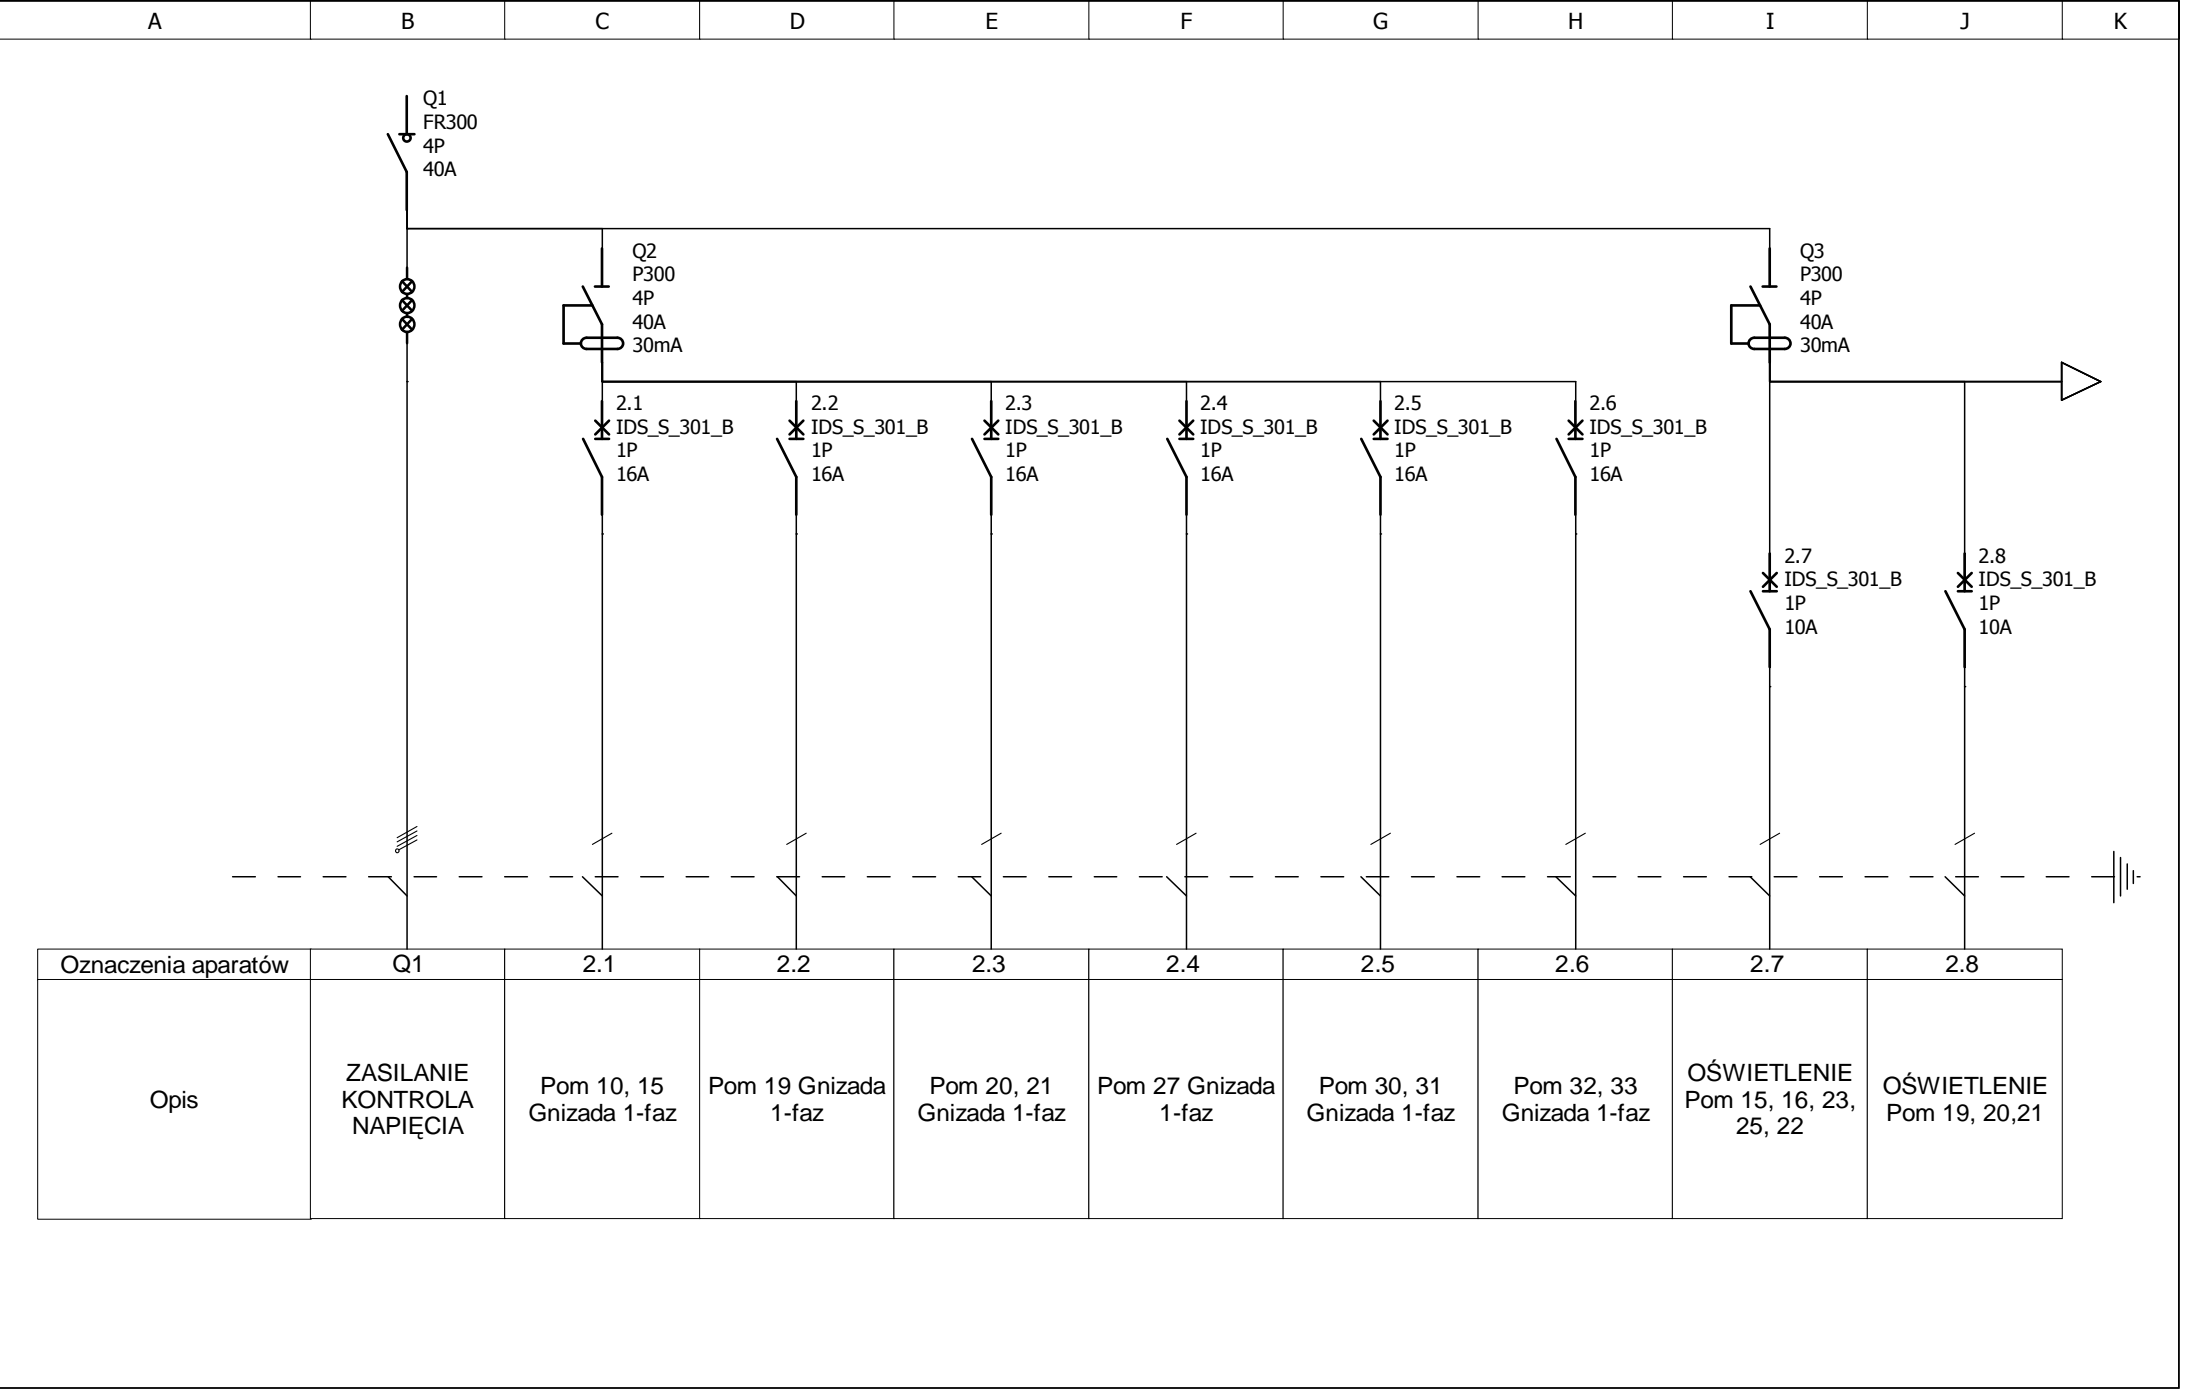 A B C D E F G H I J K
Q1
FR300
4P
40A
Q2
P300
4P
40A
30mA
Q3
P300
4P
40A
30mA
2.1
IDS_S_301_B
1P
16A
2.2
IDS_S_301_B
1P
16A
2.3
IDS_S_301_B
1P
16A
2.4
IDS_S_301_B
1P
16A
2.5
IDS_S_301_B
1P
16A
2.6
IDS_S_301_B
1P
16A
2.7
IDS_S_301_B
1P
10A
2.8
IDS_S_301_B
1P
10A
Oznaczenia aparatów Q1 2.1 2.2 2.3 2.4 2.5 2.6 2.7 2.8
Opis
ZASILANIE
KONTROLA
NAPIĘCIA
Pom 10, 15
Gnizada 1-faz
Pom 19 Gnizada
1-faz
Pom 20, 21
Gnizada 1-faz
Pom 27 Gnizada
1-faz
Pom 30, 31
Gnizada 1-faz
Pom 32, 33
Gnizada 1-faz
OŚWIETLENIE
Pom 15, 16, 23,
25, 22
OŚWIETLENIE
Pom 19, 20,21